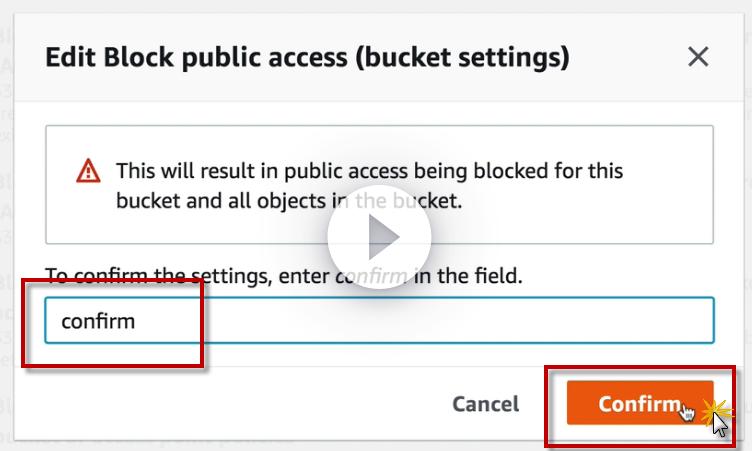 Edit Block public access (bucket settings)
This will result in public access being blocked for this
bucket and all objects in the bucket.
To confirm the settings, enter confirm in the field.
confirm
Cancel
Confirm